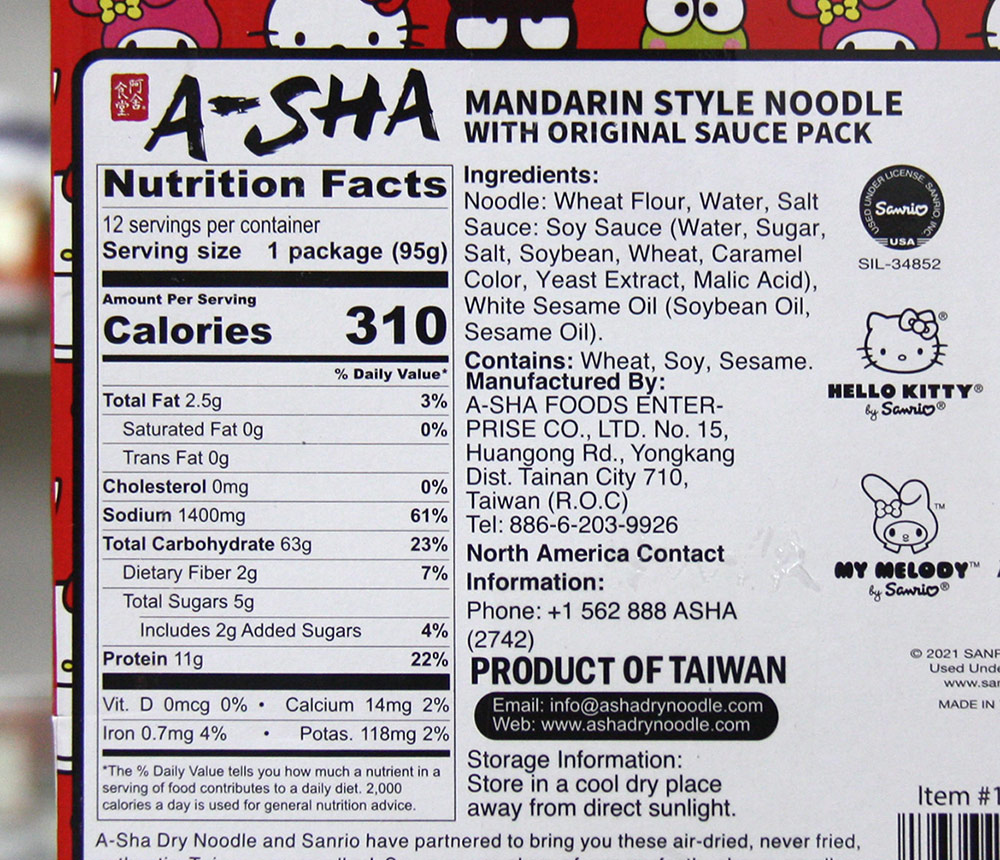 阿舍食堂
A-SHA
MANDARIN STYLE NOODLE
WITH ORIGINAL SAUCE PACK
Nutrition Facts
12 servings per container
Serving size 1 package (95g)
Amount Per Serving
Calories 310
% Daily Value*
Total Fat 2.5g 3%
Saturated Fat 0g 0%
Trans Fat 0g
Cholesterol 0mg 0%
Sodium 1400mg 61%
Total Carbohydrate 63g 23%
Dietary Fiber 2g 7%
Total Sugars 5g
Includes 2g Added Sugars 4%
Protein 11g 22%
Vit. D 0mcg 0% • Calcium 14mg 2%
Iron 0.7mg 4% • Potas. 118mg 2%
*The % Daily Value tells you how much a nutrient in a
serving of food contributes to a daily diet. 2,000
calories a day is used for general nutrition advice.
Ingredients:
Noodle: Wheat Flour, Water, Salt
Sauce: Soy Sauce (Water, Sugar,
Salt, Soybean, Wheat, Caramel
Color, Yeast Extract, Malic Acid),
White Sesame Oil (Soybean Oil,
Sesame Oil).
Contains: Wheat, Soy, Sesame.
Manufactured By:
A-SHA FOODS ENTER-
PRISE CO., LTD. No. 15,
Huangong Rd., Yongkang
Dist. Tainan City 710,
Taiwan (R.O.C)
Tel: 886-6-203-9926
North America Contact
Information:
Phone: +1 562 888 ASHA
(2742)
PRODUCT OF TAIWAN
Email: info@ashadrynoodle.com
Web: www.ashadrynoodle.com
Storage Information:
Store in a cool dry place
away from direct sunlight.
USED UNDER LICENSE SANRIO INC.
Sanrio
USA
SIL-34852
®
HELLO KITTY®
by Sanrio®
™
MY MELODY™
by Sanrio®
© 2021 SANR
Used Unde
www.san
MADE IN
Item #1
A-Sha Dry Noodle and Sanrio have partnered to bring you these air-dried, never fried,